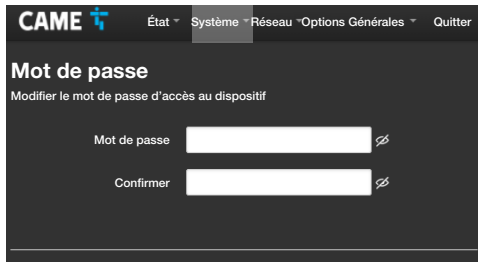 CAME État Système Réseau Options Générales Quitter
Mot de passe
Modifier le mot de passe d'accès au dispositif
Mot de passe
Confirmer